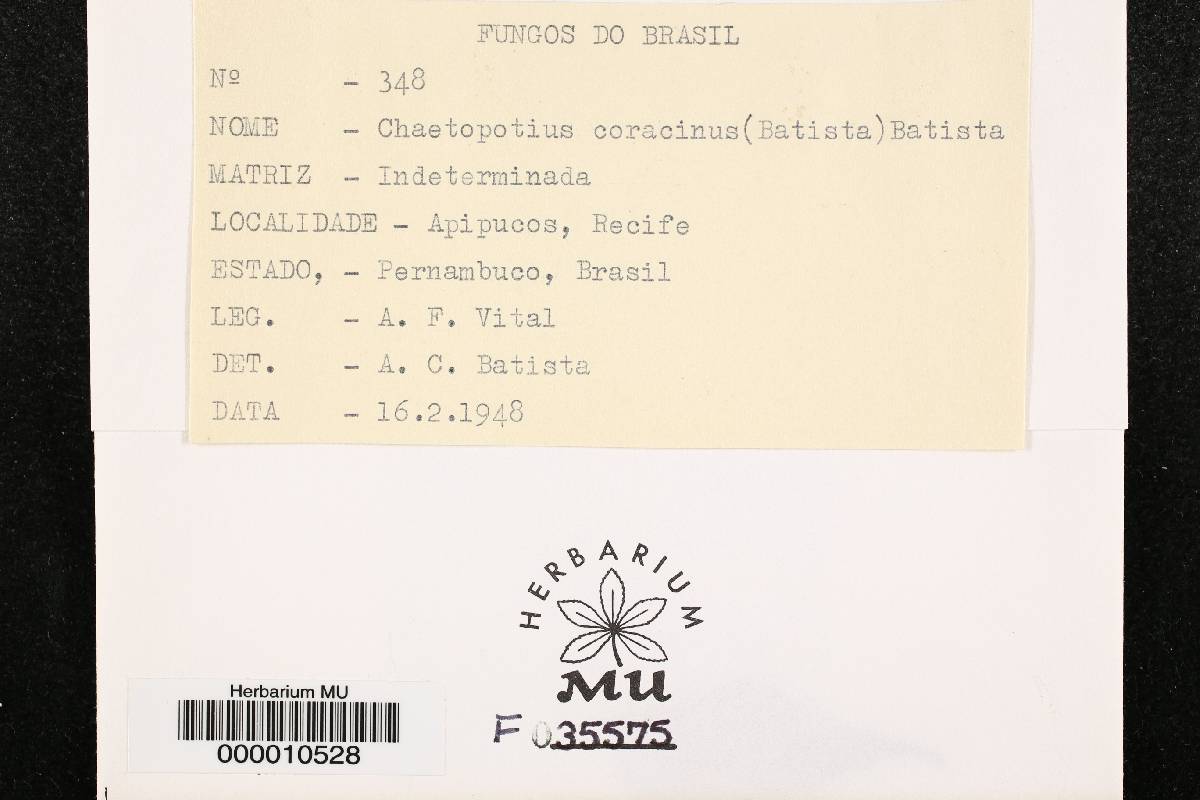 FUNGOS DO BRASIL
Nº - 348
NOME - Chaetopotius coracinus(Batista)Batista
MATRIZ - Indeterminada
LOCALIDADE - Apipucos, Recife
ESTADO, - Pernambuco, Brasil
LEG. - A. F. Vital
DET. - A. C. Batista
DATA - 16.2.1948
HERBARIUM
MU
F 035575
Herbarium MU
000010528